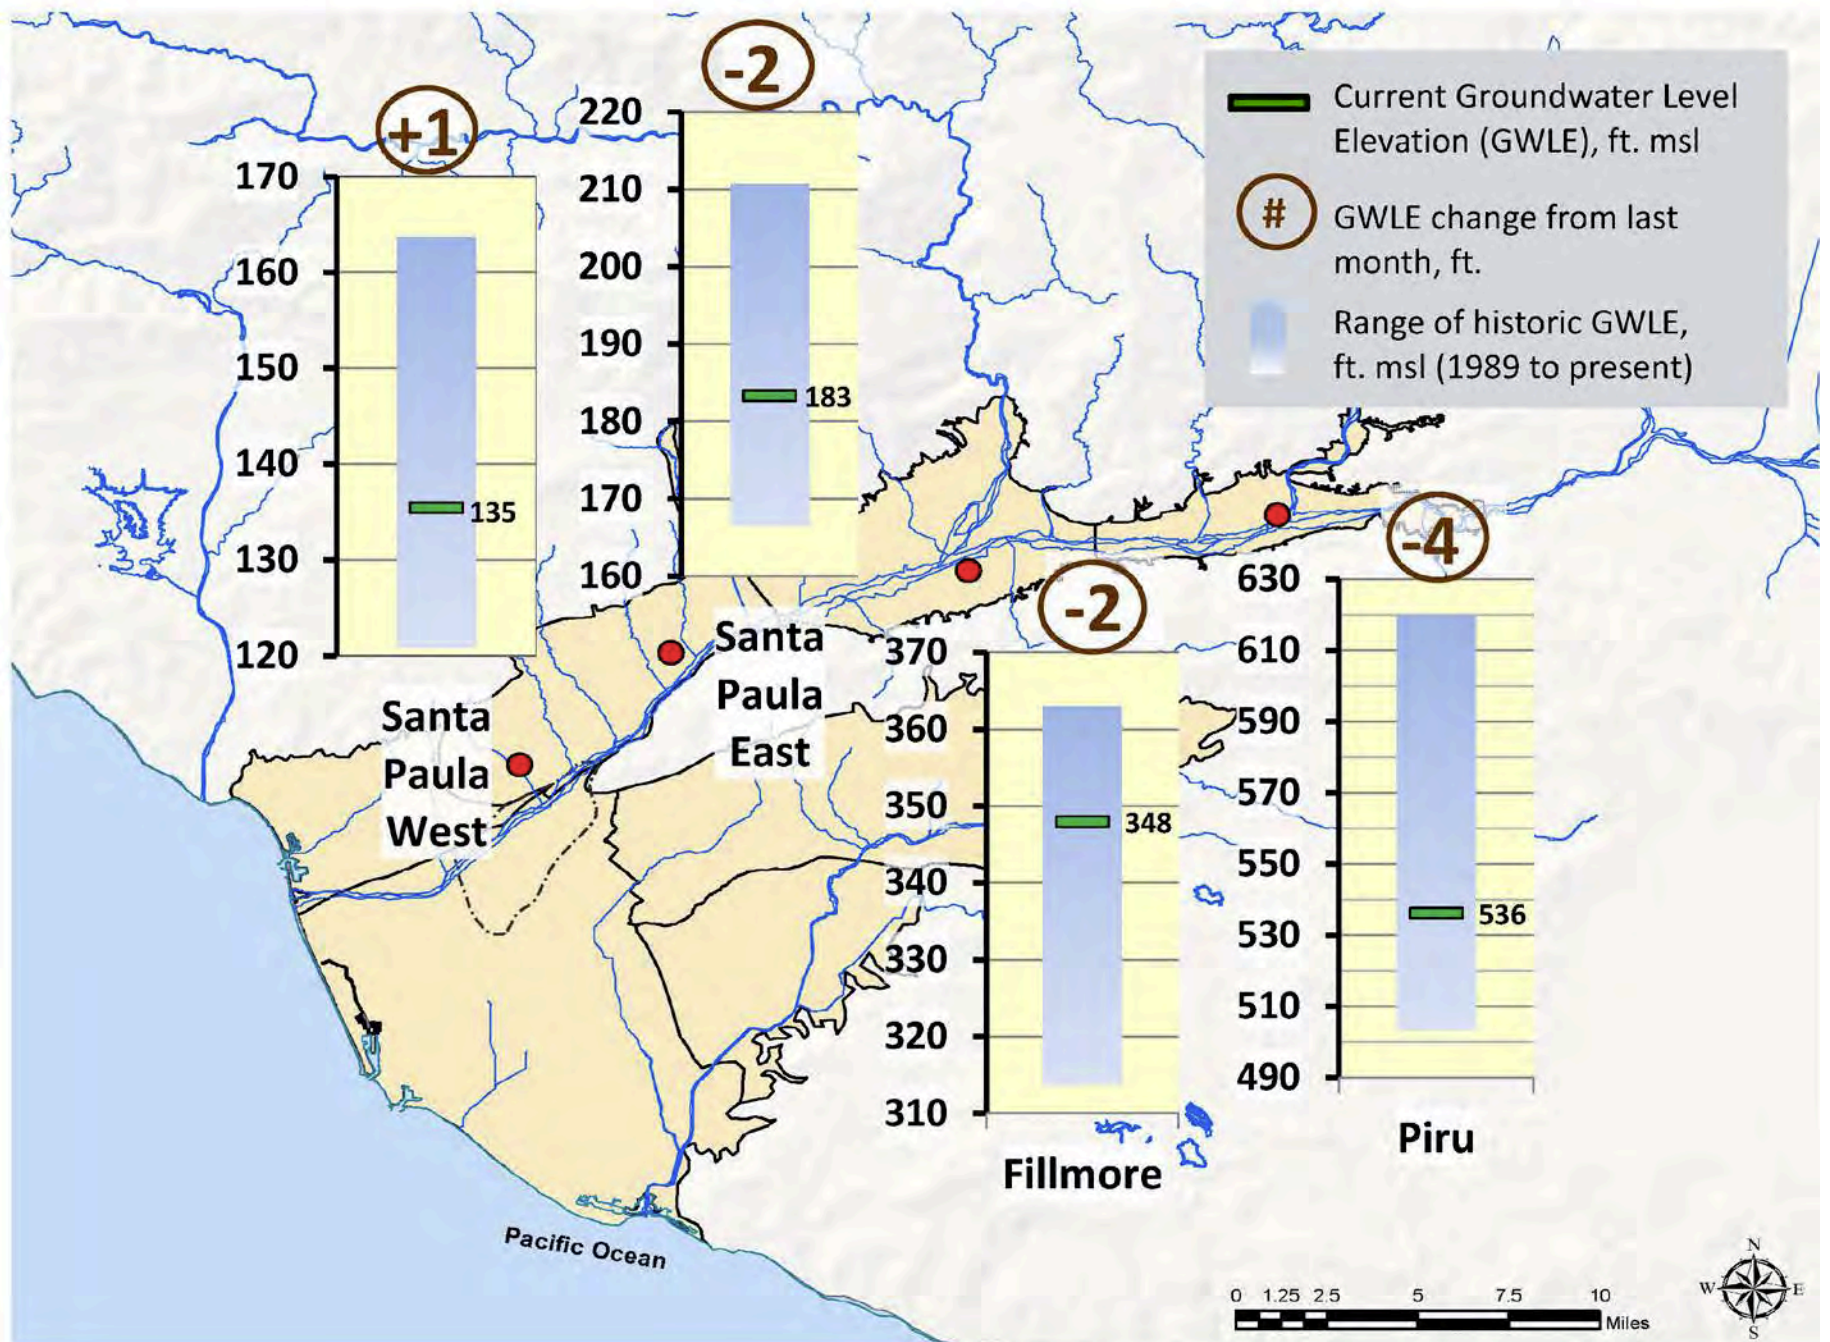 -2
+1
220
210
200
190
180
170
160
183
170
160
150
140
130
120
135
Current Groundwater Level
Elevation (GWLE), ft. msl
#
GWLE change from last
month, ft.
Range of historic GWLE,
ft. msl (1989 to present)
Santa
Paula
West
Santa
Paula
East
-2
370
360
350
340
330
320
310
348
Fillmore
-4
630
610
590
570
550
530
510
490
536
Piru
Pacific Ocean
0 1.25 2.5 5 7.5 10
Miles
N
W E
S